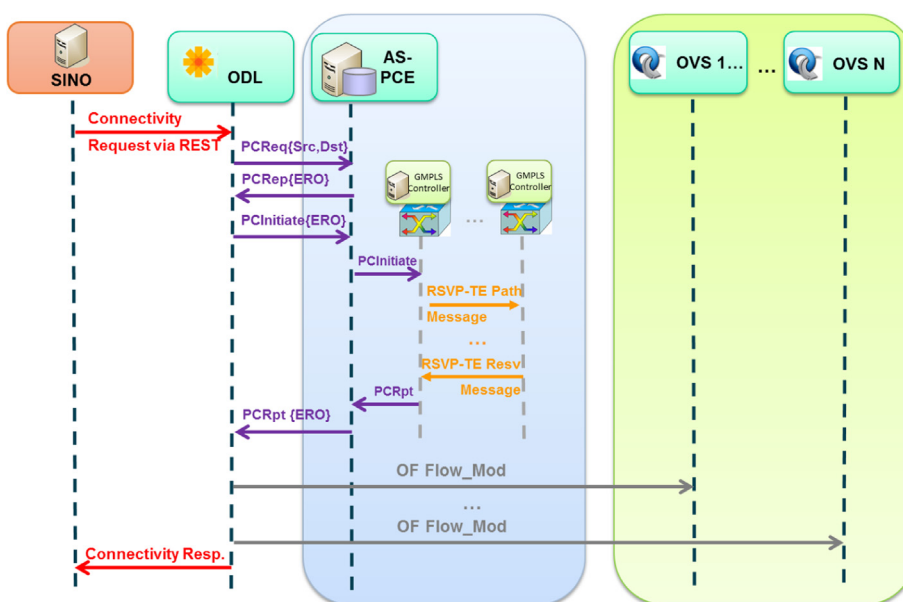 SINO
ODL
AS-
PCE
OVS 1...
...
OVS N
Connectivity
Request via REST
PCReq{Src,Dst}
PCRep{ERO}
PCInitiate{ERO}
GMPLS
Controller
...
GMPLS
Controller
PCInitiate
RSVP-TE Path
Message
...
RSVP-TE Resv
Message
PCRpt
PCRpt {ERO}
OF Flow_Mod
...
OF Flow_Mod
Connectivity Resp.